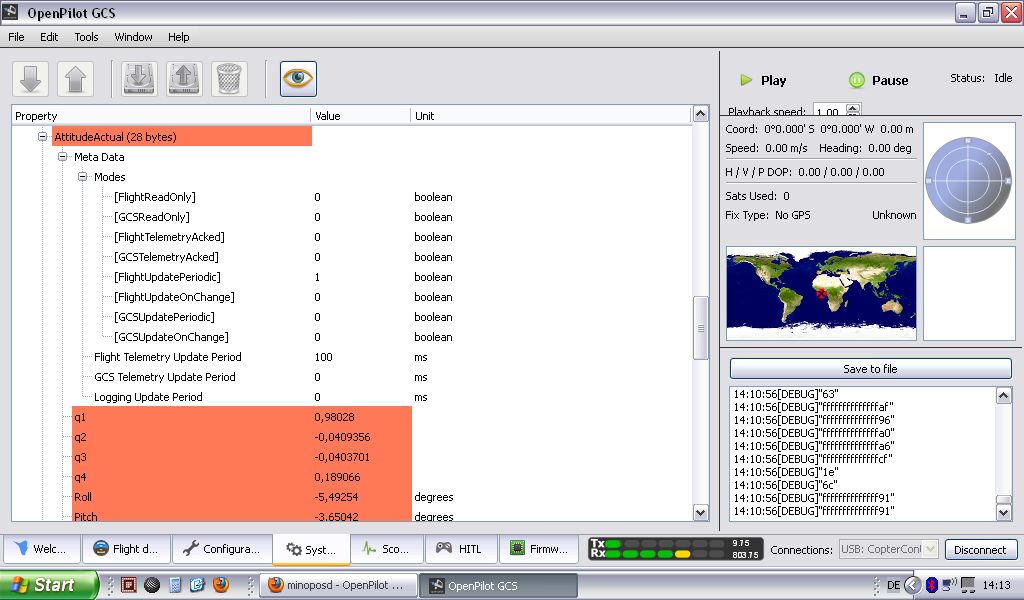 OpenPilot GCS
File Edit Tools Window Help
Property Value Unit
AttitudeActual (28 bytes)
Meta Data
Modes
[FlightReadOnly] 0 boolean
[GCSReadOnly] 0 boolean
[FlightTelemetryAcked] 0 boolean
[GCSTelemetryAcked] 0 boolean
[FlightUpdatePeriodic] 1 boolean
[FlightUpdateOnChange] 0 boolean
[GCSUpdatePeriodic] 0 boolean
[GCSUpdateOnChange] 0 boolean
Flight Telemetry Update Period 100 ms
GCS Telemetry Update Period 0 ms
Logging Update Period 0 ms
q1 0,98028
q2 -0,0409356
q3 -0,0403701
q4 0,189066
Roll -5,49254 degrees
Pitch -3,65042 degrees
Play Pause Status: Idle
Playback speed: 1.00
Coord: 0°0.000' S 0°0.000' W 0.00 m
Speed: 0.00 m/s Heading: 0.00 deg
H / V / P DOP: 0.00 / 0.00 / 0.00
Sats Used: 0
Fix Type: No GPS Unknown
Save to file
14:10:56[DEBUG]"63"
14:10:56[DEBUG]"ffffffffffffffaf"
14:10:56[DEBUG]"ffffffffffffff96"
14:10:56[DEBUG]"ffffffffffffffa0"
14:10:56[DEBUG]"ffffffffffffffa6"
14:10:56[DEBUG]"ffffffffffffffcf"
14:10:56[DEBUG]"1e"
14:10:56[DEBUG]"6c"
14:10:56[DEBUG]"ffffffffffffff91"
14:10:56[DEBUG]"ffffffffffffff91"
Welc... Flight d... Configura... Syst... Sco... HITL Firmw...
Tx 9.75
Rx 803.75
Connections: USB: CopterCont Disconnect
Start minoposd - OpenPilot ... OpenPilot GCS DE 14:13